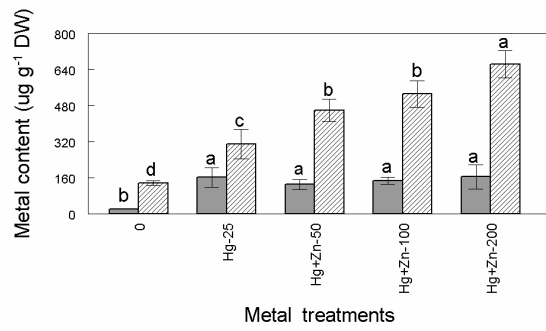 Metal content (ug g⁻¹ DW)
800
640
480
320
160
0
b
d
a
c
a
b
a
b
a
a
0
Hg-25
Hg+Zn-50
Hg+Zn-100
Hg+Zn-200
Metal treatments